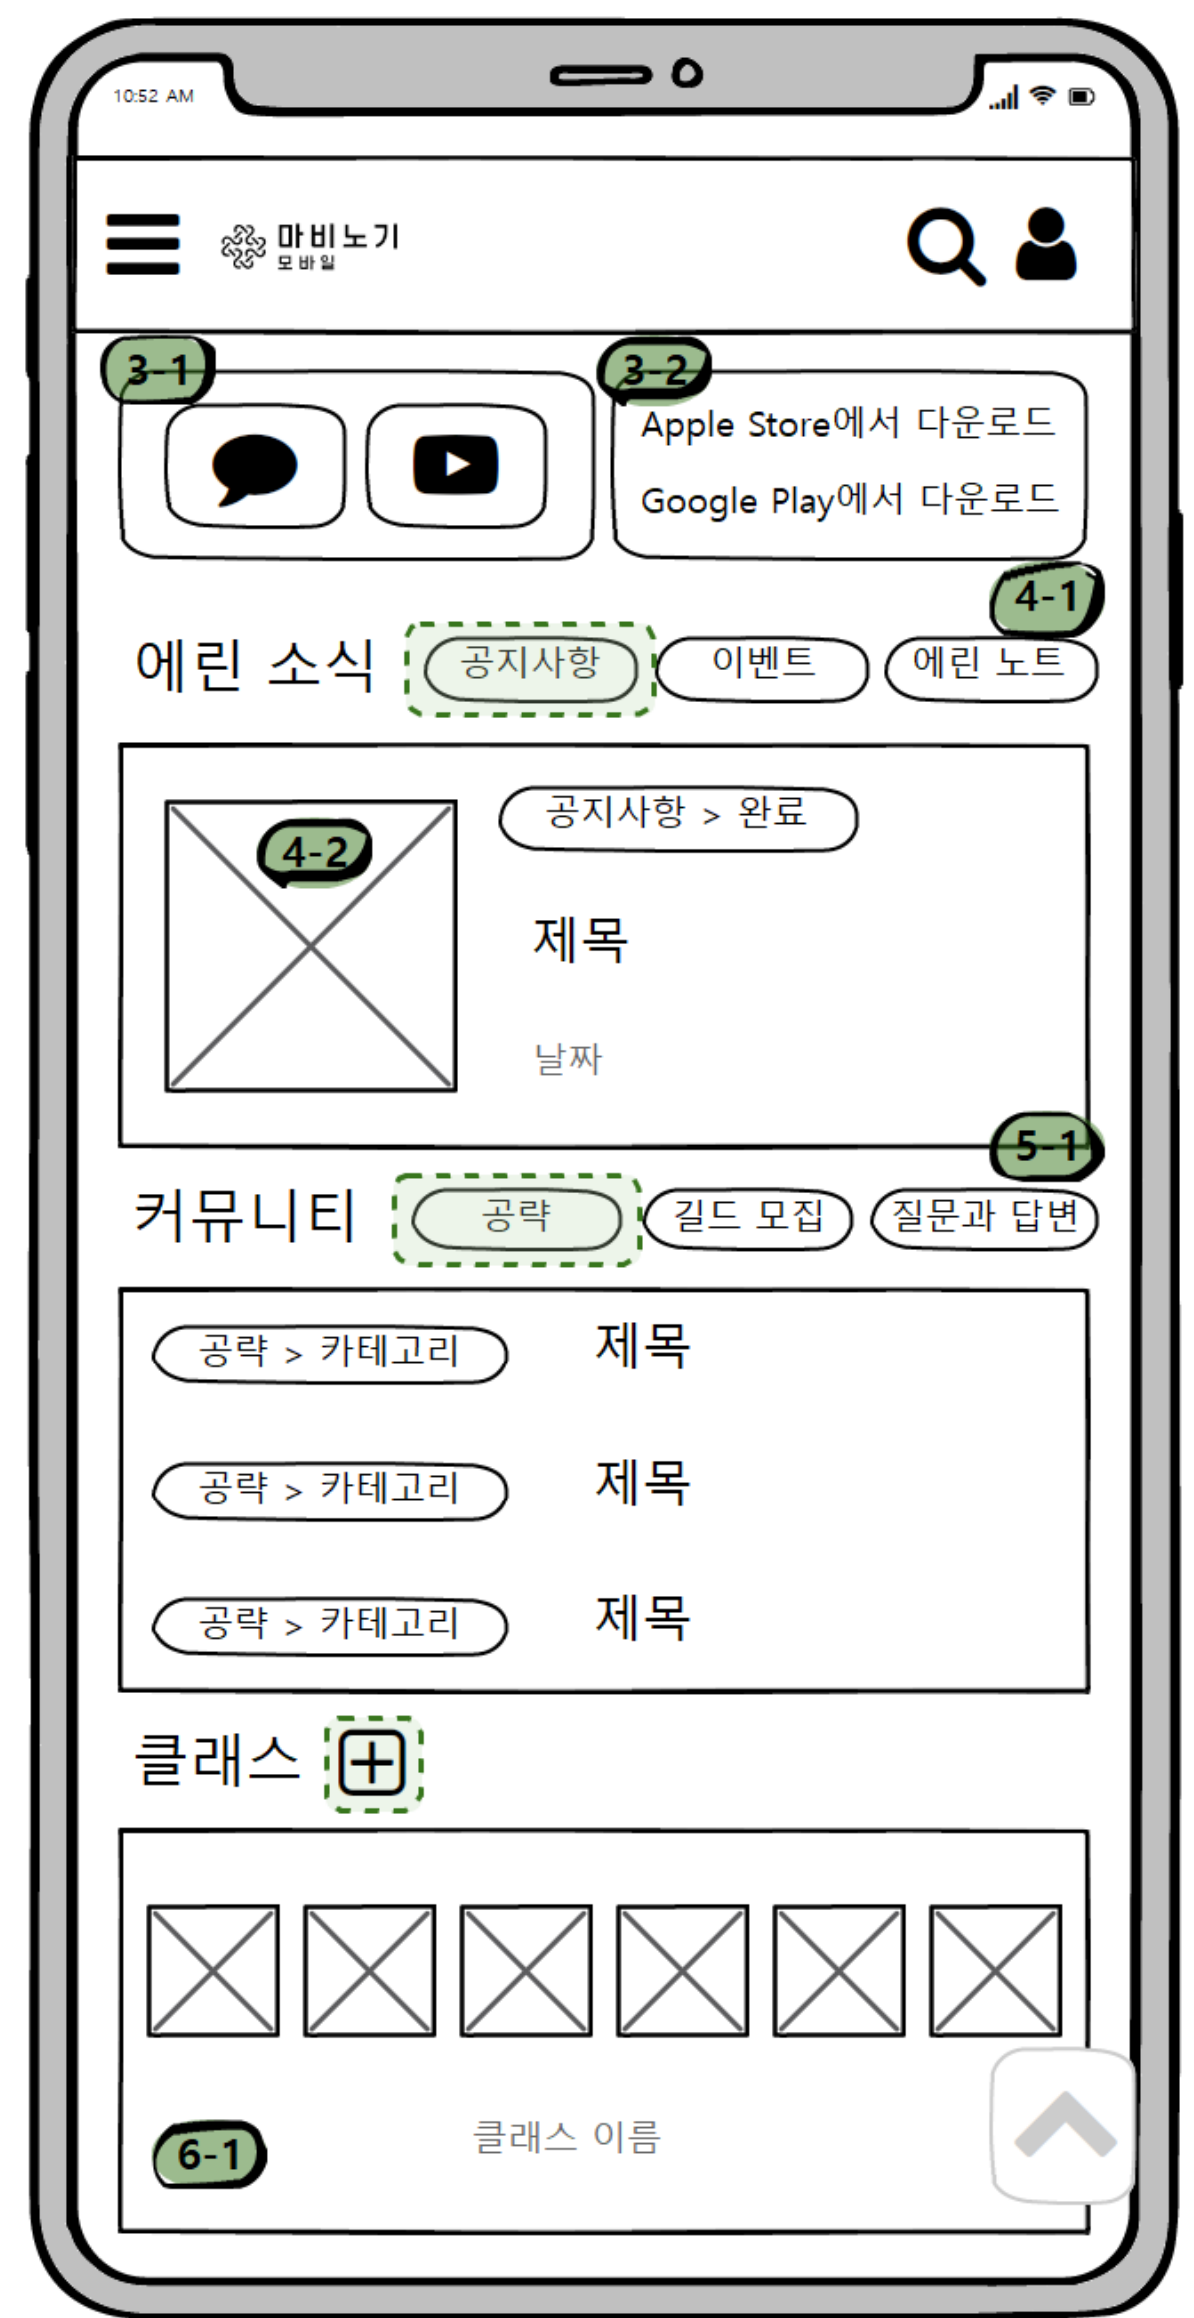 10:52 AM
마비노기
모바일
3-1
3-2
Apple Store에서 다운로드
Google Play에서 다운로드
4-1
에린 소식
공지사항
이벤트
에린 노트
4-2
공지사항 > 완료
제목
날짜
5-1
커뮤니티
공략
길드 모집
질문과 답변
공략 > 카테고리
제목
공략 > 카테고리
제목
공략 > 카테고리
제목
클래스
클래스 이름
6-1